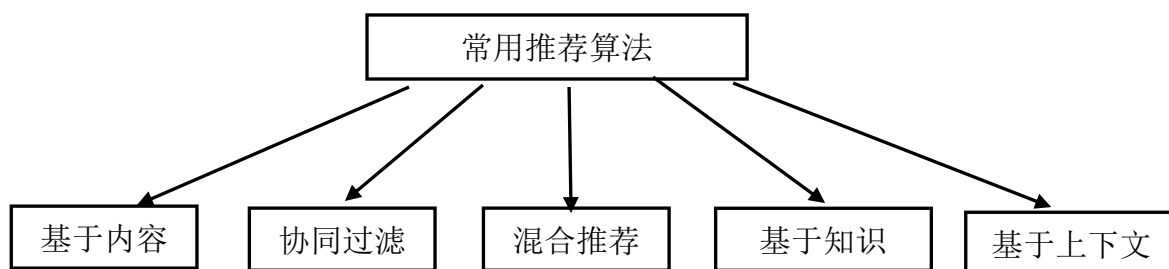 常用推荐算法
基于内容
协同过滤
混合推荐
基于知识
基于上下文